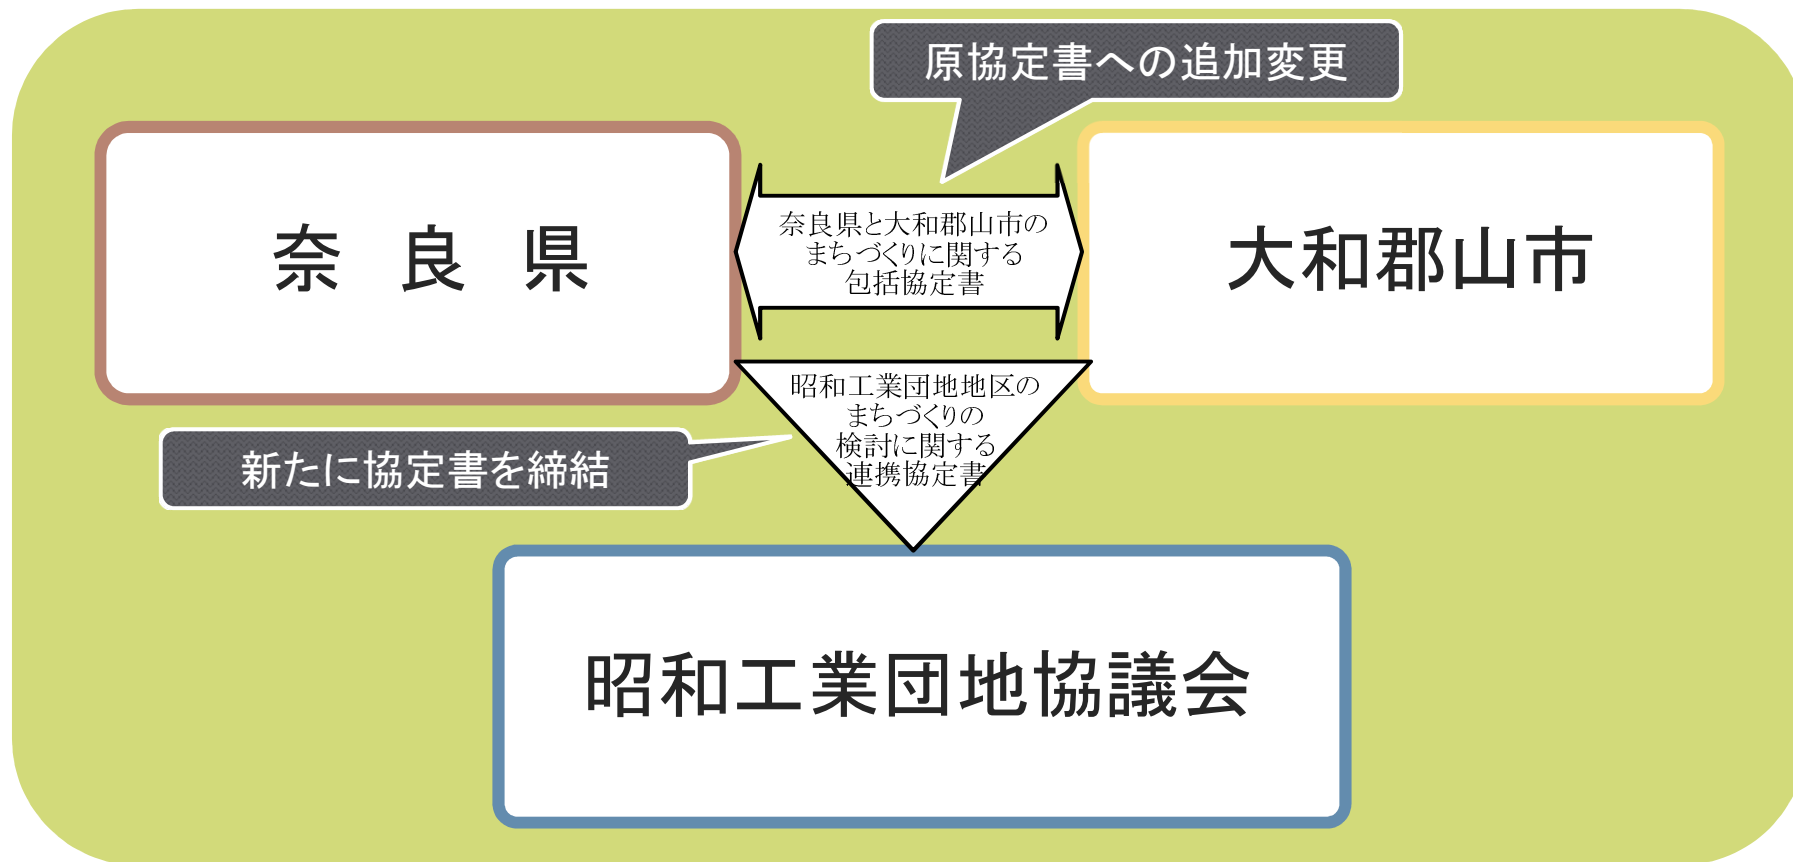 原協定書への追加変更
奈良県
奈良県と大和郡山市の
まちづくりに関する
包括協定書
大和郡山市
昭和工業団地地区の
まちづくりの
検討に関する
連携協定書
新たに協定書を締結
昭和工業団地協議会